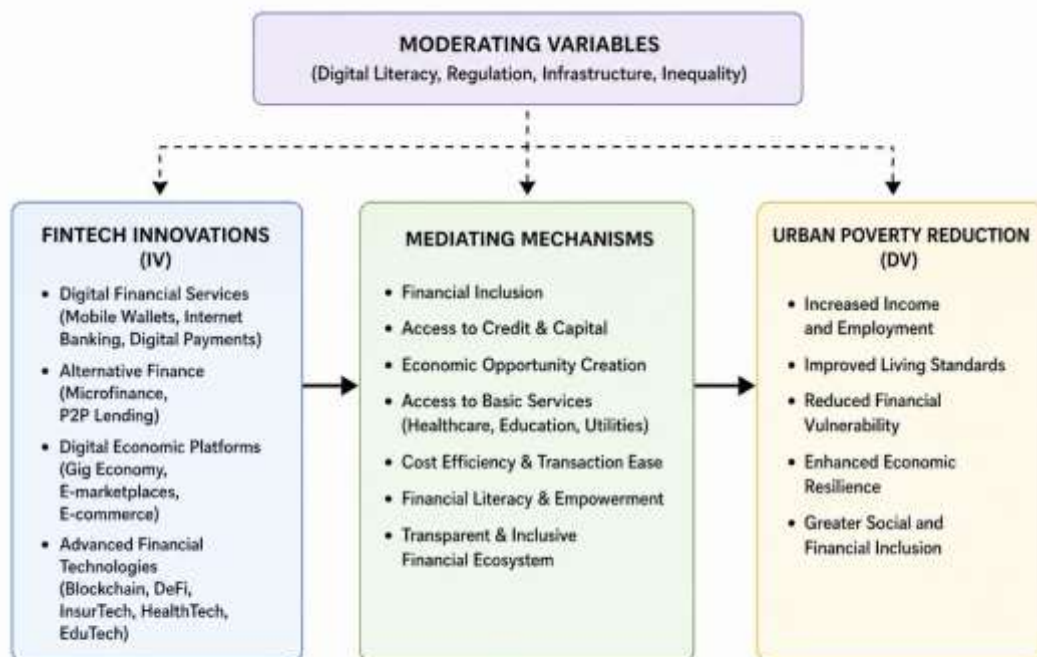 MODERATING VARIABLES
(Digital Literacy, Regulation, Infrastructure, Inequality)
FINTECH INNOVATIONS
(IV)
• Digital Financial Services
(Mobile Wallets, Internet
Banking, Digital Payments)
• Alternative Finance
(Microfinance,
P2P Lending)
• Digital Economic Platforms
(Gig Economy,
E-marketplaces,
E-commerce)
• Advanced Financial
Technologies
(Blockchain, DeFi,
InsurTech, HealthTech,
EduTech)
MEDIATING MECHANISMS
• Financial Inclusion
• Access to Credit & Capital
• Economic Opportunity Creation
• Access to Basic Services
(Healthcare, Education, Utilities)
• Cost Efficiency & Transaction Ease
• Financial Literacy & Empowerment
• Transparent & Inclusive
Financial Ecosystem
URBAN POVERTY REDUCTION
(DV)
• Increased Income
and Employment
• Improved Living Standards
• Reduced Financial
Vulnerability
• Enhanced Economic
Resilience
• Greater Social and
Financial Inclusion